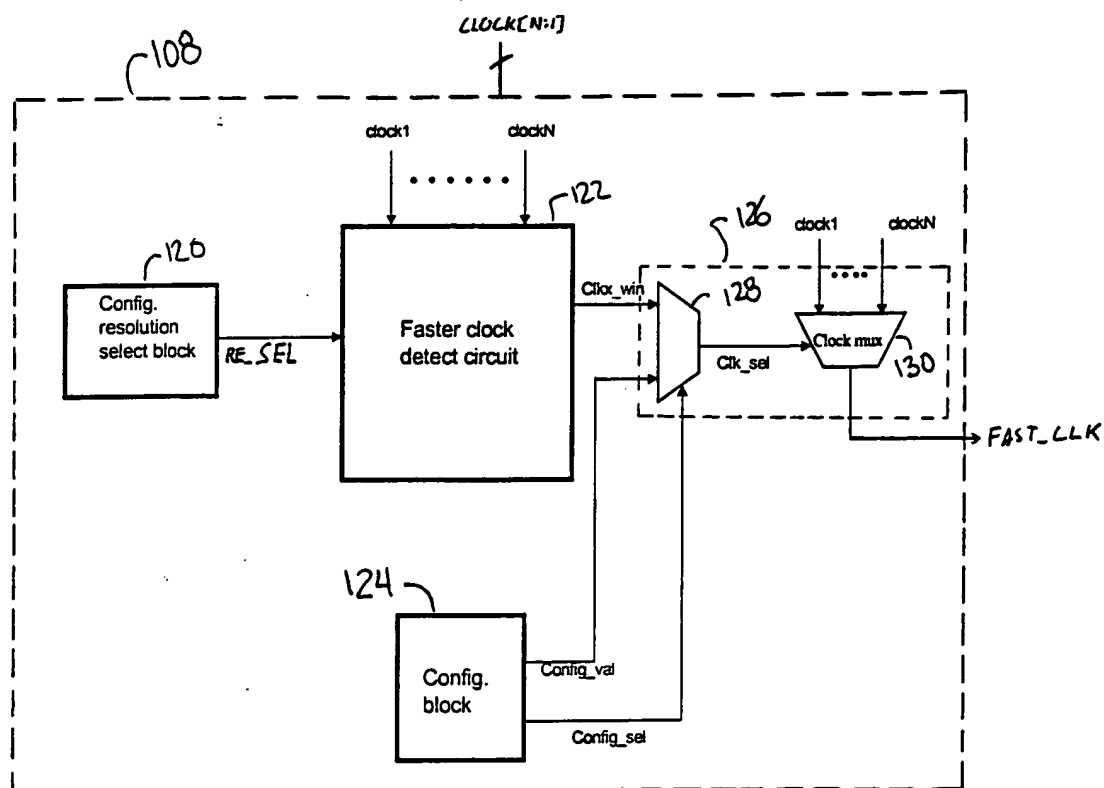 CLOCK[N:1]
108
clock1
clockN
122
126
clock1
clockN
120
Config.
resolution
select block
RE_SEL
Faster clock
detect circuit
Clkx_win
128
Clk_sel
Clock mux
130
FAST_CLK
124
Config.
block
Config_val
Config_sel